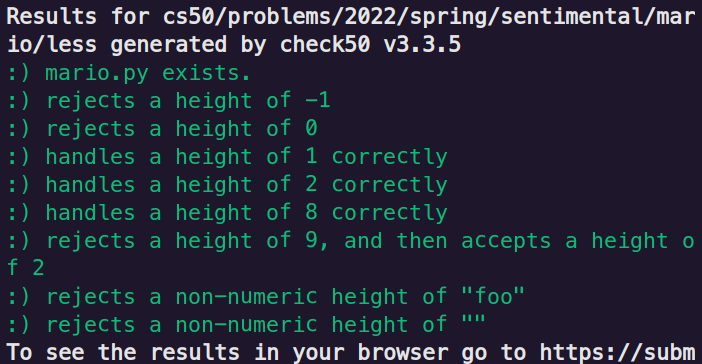 Results for cs50/problems/2022/spring/sentimental/mar
io/less generated by check50 v3.3.5
:) mario.py exists.
:) rejects a height of -1
:) rejects a height of 0
:) handles a height of 1 correctly
:) handles a height of 2 correctly
:) handles a height of 8 correctly
:) rejects a height of 9, and then accepts a height o
f 2
:) rejects a non-numeric height of "foo"
:) rejects a non-numeric height of ""
To see the results in your browser go to https://subm